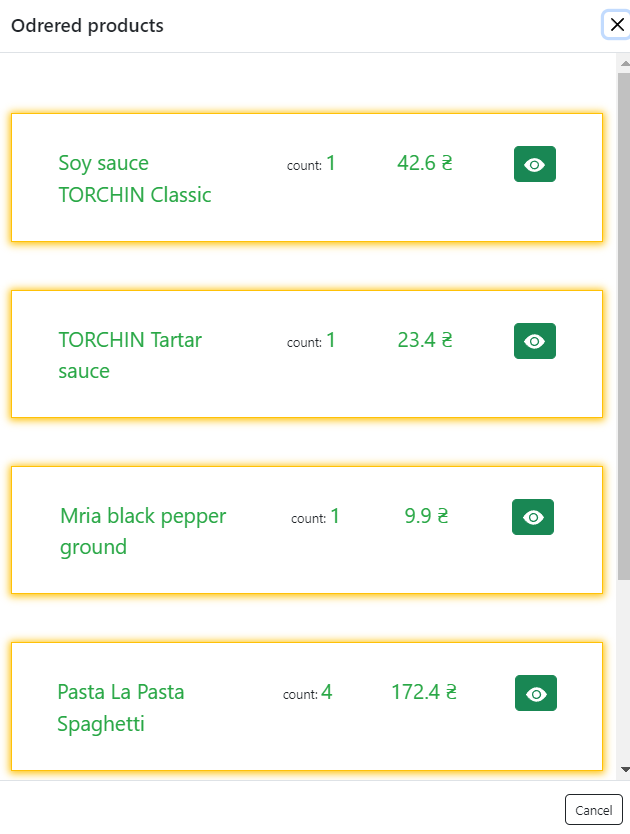 Odrered products
Soy sauce
TORCHIN Classic
count: 1
42.6 ₴
TORCHIN Tartar
sauce
count: 1
23.4 ₴
Mria black pepper
ground
count: 1
9.9 ₴
Pasta La Pasta
Spaghetti
count: 4
172.4 ₴
Cancel